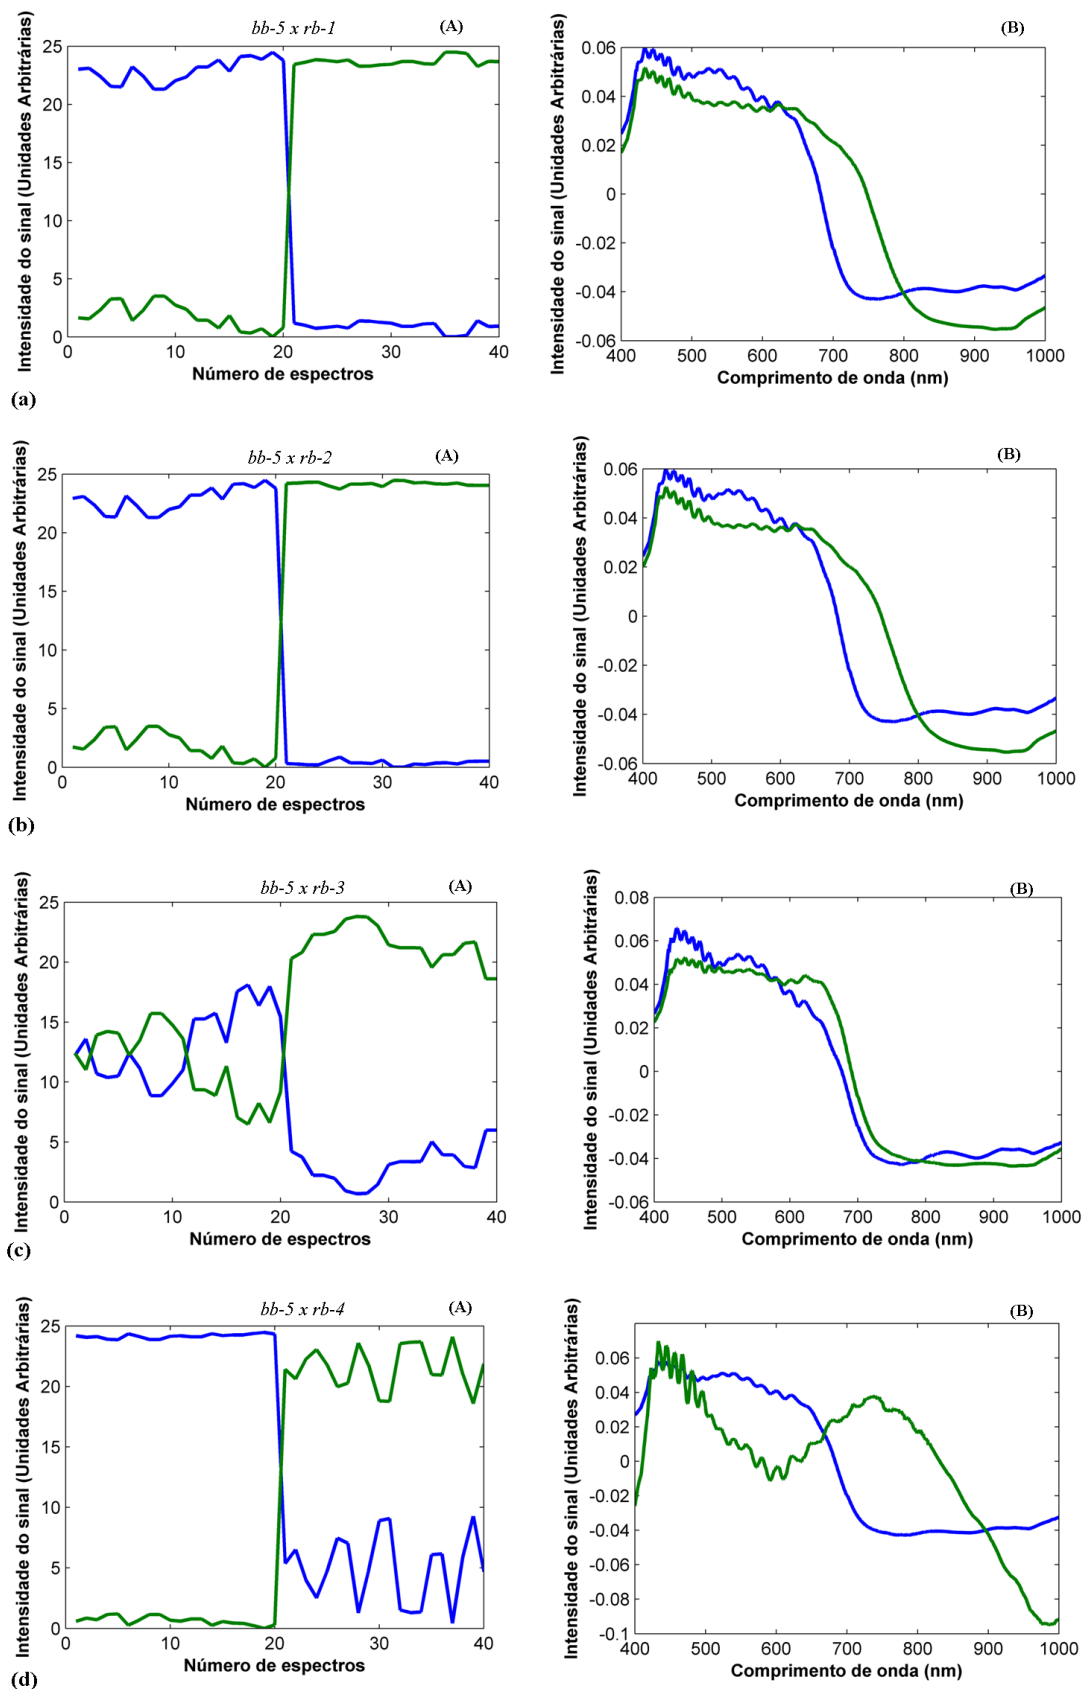 bb-5 x rb-1 (A) (B)
Intensidade do sinal (Unidades Arbitrárias)
25
20
15
10
5
0
0 10 20 30 40
Número de espectros
Intensidade do sinal (Unidades Arbitrárias)
0.06
0.04
0.02
0
-0.02
-0.04
-0.06
400 500 600 700 800 900 1000
Comprimento de onda (nm)
(a)
bb-5 x rb-2 (A) (B)
Intensidade do sinal (Unidades Arbitrárias)
25
20
15
10
5
0
0 10 20 30 40
Número de espectros
Intensidade do sinal (Unidades Arbitrárias)
0.06
0.04
0.02
0
-0.02
-0.04
-0.06
400 500 600 700 800 900 1000
Comprimento de onda (nm)
(b)
bb-5 x rb-3 (A) (B)
Intensidade do sinal (Unidades Arbitrárias)
25
20
15
10
5
0
0 10 20 30 40
Número de espectros
Intensidade do sinal (Unidades Arbitrárias)
0.08
0.06
0.04
0.02
0
-0.02
-0.04
-0.06
400 500 600 700 800 900 1000
Comprimento de onda (nm)
(c)
bb-5 x rb-4 (A) (B)
Intensidade do sinal (Unidades Arbitrárias)
25
20
15
10
5
0
0 10 20 30 40
Número de espectros
Intensidade do sinal (Unidades Arbitrárias)
0.06
0.04
0.02
0
-0.02
-0.04
-0.06
-0.08
-0.1
400 500 600 700 800 900 1000
Comprimento de onda (nm)
(d)